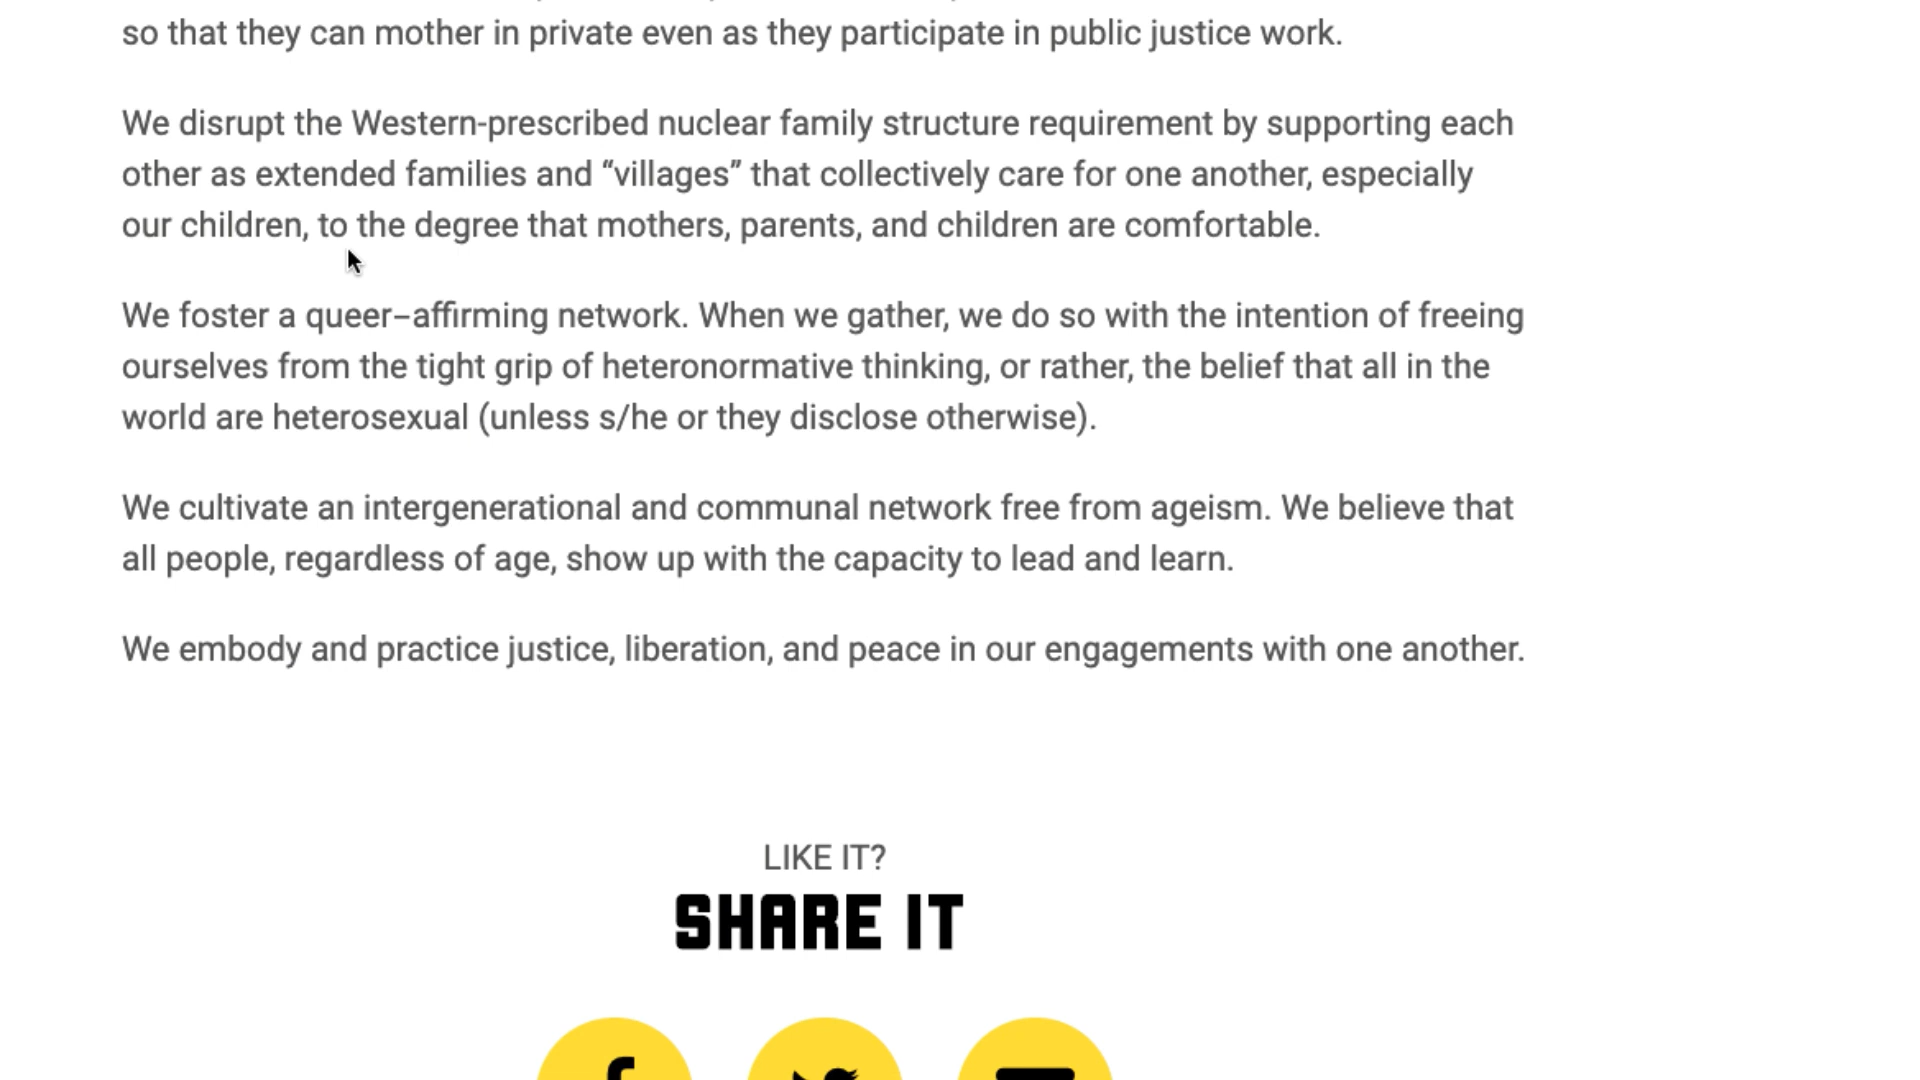 so that they can mother in private even as they participate in public justice work.
We disrupt the Western-prescribed nuclear family structure requirement by supporting each
other as extended families and “villages” that collectively care for one another, especially
our children, to the degree that mothers, parents, and children are comfortable.
We foster a queer‑affirming network. When we gather, we do so with the intention of freeing
ourselves from the tight grip of heteronormative thinking, or rather, the belief that all in the
world are heterosexual (unless s/he or they disclose otherwise).
We cultivate an intergenerational and communal network free from ageism. We believe that
all people, regardless of age, show up with the capacity to lead and learn.
We embody and practice justice, liberation, and peace in our engagements with one another.
LIKE IT?
SHARE IT